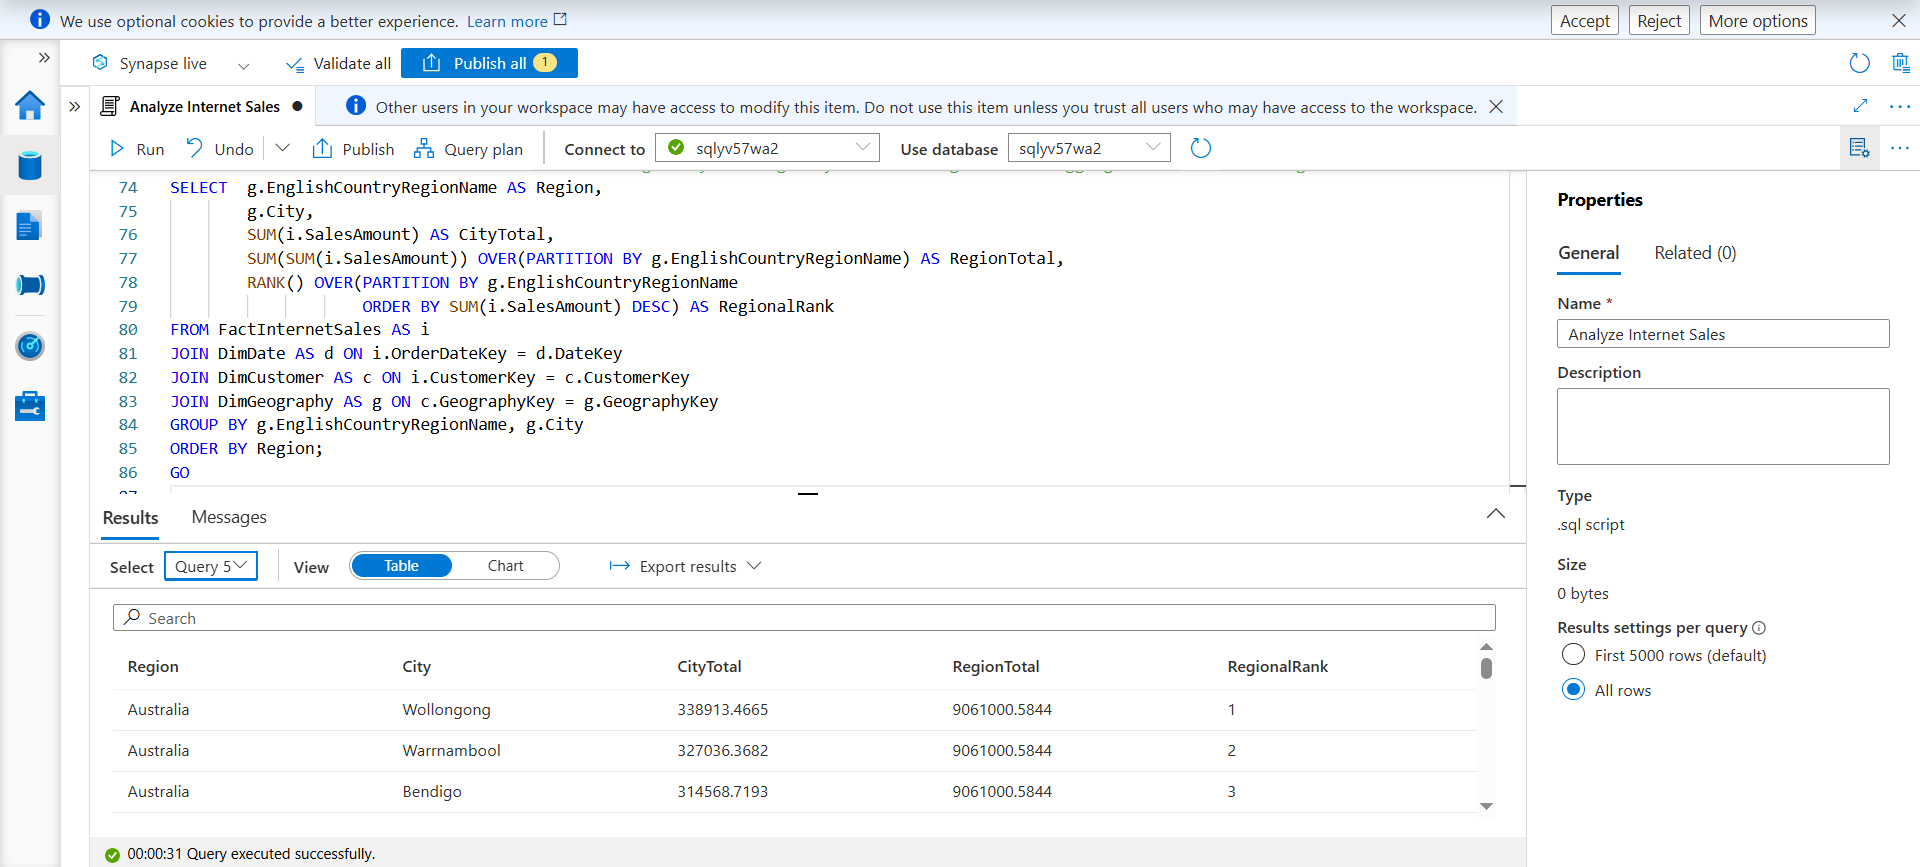 We use optional cookies to provide a better experience. Learn more
Accept
Reject
More options
Synapse live
Validate all
Publish all 1
Analyze Internet Sales
Other users in your workspace may have access to modify this item. Do not use this item unless you trust all users who may have access to the workspace.
Run
Undo
Publish
Query plan
Connect to
sqlyv57wa2
Use database
sqlyv57wa2
74 SELECT g.EnglishCountryRegionName AS Region,
75 g.City,
76 SUM(i.SalesAmount) AS CityTotal,
77 SUM(SUM(i.SalesAmount)) OVER(PARTITION BY g.EnglishCountryRegionName) AS RegionTotal,
78 RANK() OVER(PARTITION BY g.EnglishCountryRegionName
79 ORDER BY SUM(i.SalesAmount) DESC) AS RegionalRank
80 FROM FactInternetSales AS i
81 JOIN DimDate AS d ON i.OrderDateKey = d.DateKey
82 JOIN DimCustomer AS c ON i.CustomerKey = c.CustomerKey
83 JOIN DimGeography AS g ON c.GeographyKey = g.GeographyKey
84 GROUP BY g.EnglishCountryRegionName, g.City
85 ORDER BY Region;
86 GO
Results
Messages
Select
Query 5
View
Table
Chart
Export results
Search
Region City CityTotal RegionTotal RegionalRank
Australia Wollongong 338913.4665 9061000.5844 1
Australia Warrnambool 327036.3682 9061000.5844 2
Australia Bendigo 314568.7193 9061000.5844 3
00:00:31 Query executed successfully.
Properties
General
Related (0)
Name *
Analyze Internet Sales
Description
Type
.sql script
Size
0 bytes
Results settings per query
First 5000 rows (default)
All rows